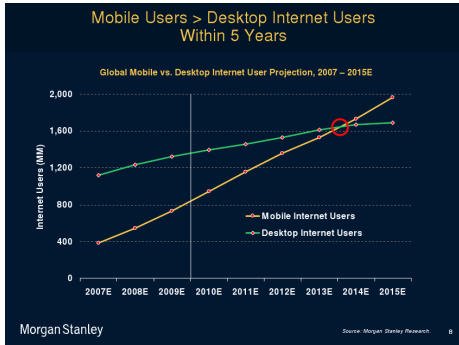 Mobile Users > Desktop Internet Users
Within 5 Years
Global Mobile vs. Desktop Internet User Projection, 2007 – 2015E
2,000
1,600
1,200
800
400
0
Internet Users (MM)
Mobile Internet Users
Desktop Internet Users
2007E 2008E 2009E 2010E 2011E 2012E 2013E 2014E 2015E
Morgan Stanley
Source: Morgan Stanley Research.
8